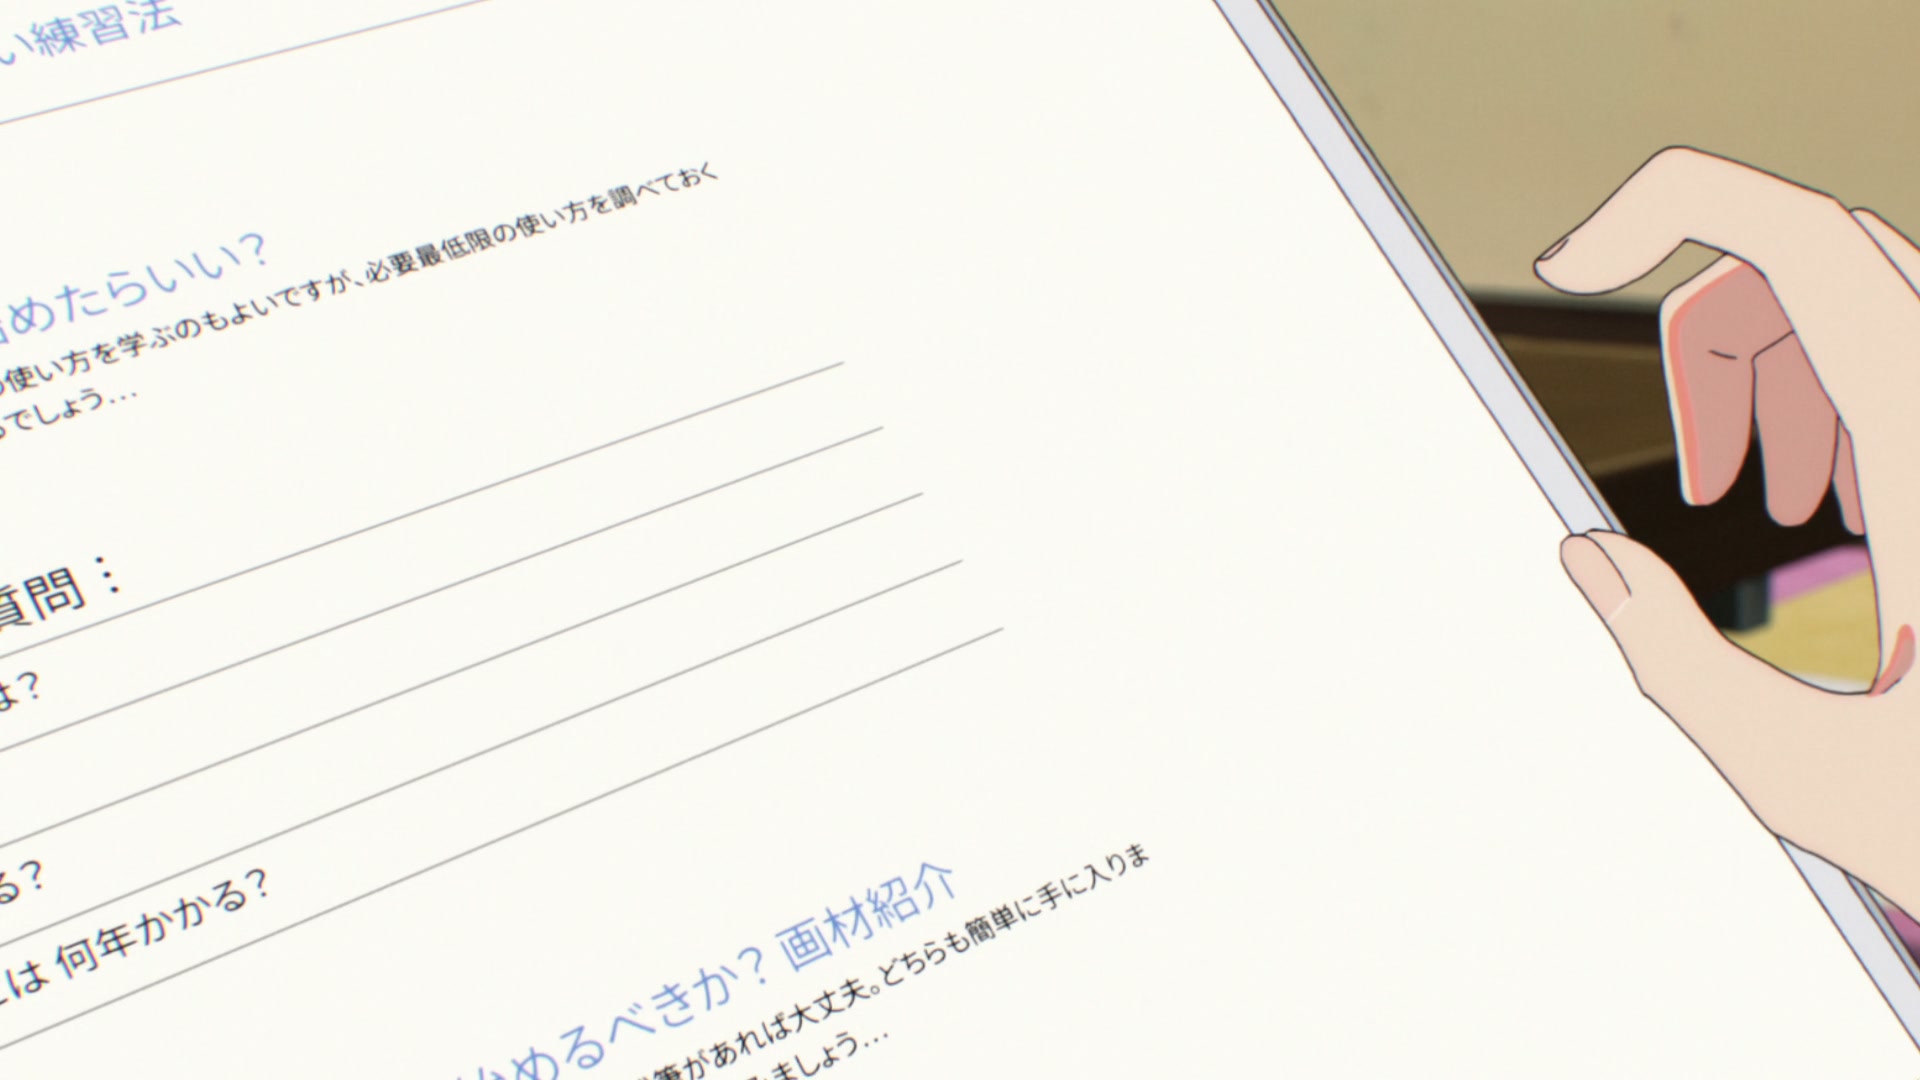 い練習法
めたらいい？
使い方を学ぶのもよいですが、必要最低限の使い方を調べておく
でしょう…
質問：
は？
る？
は 何年かかる？
始めるべきか？ 画材紹介
筆があれば大丈夫。どちらも簡単に手に入りま
ましょう…